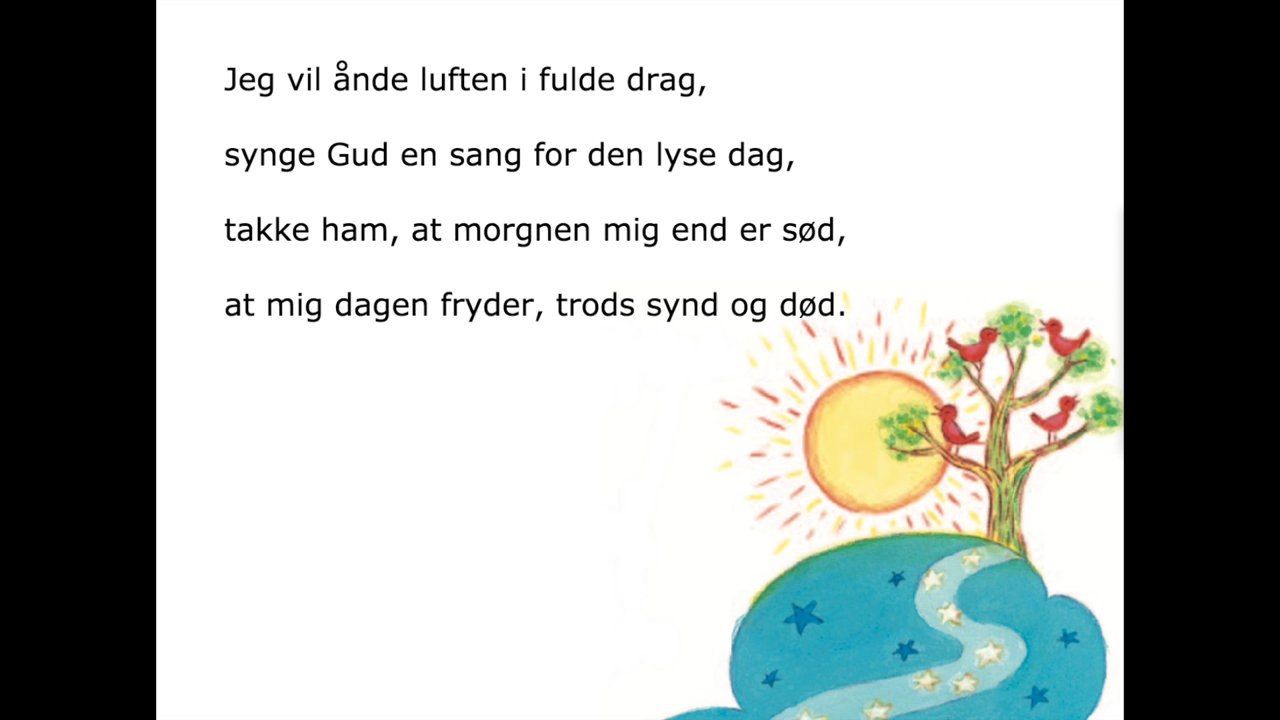 Jeg vil ånde luften i fulde drag,
synge Gud en sang for den lyse dag,
takke ham, at morgnen mig end er sød,
at mig dagen fryder, trods synd og død.